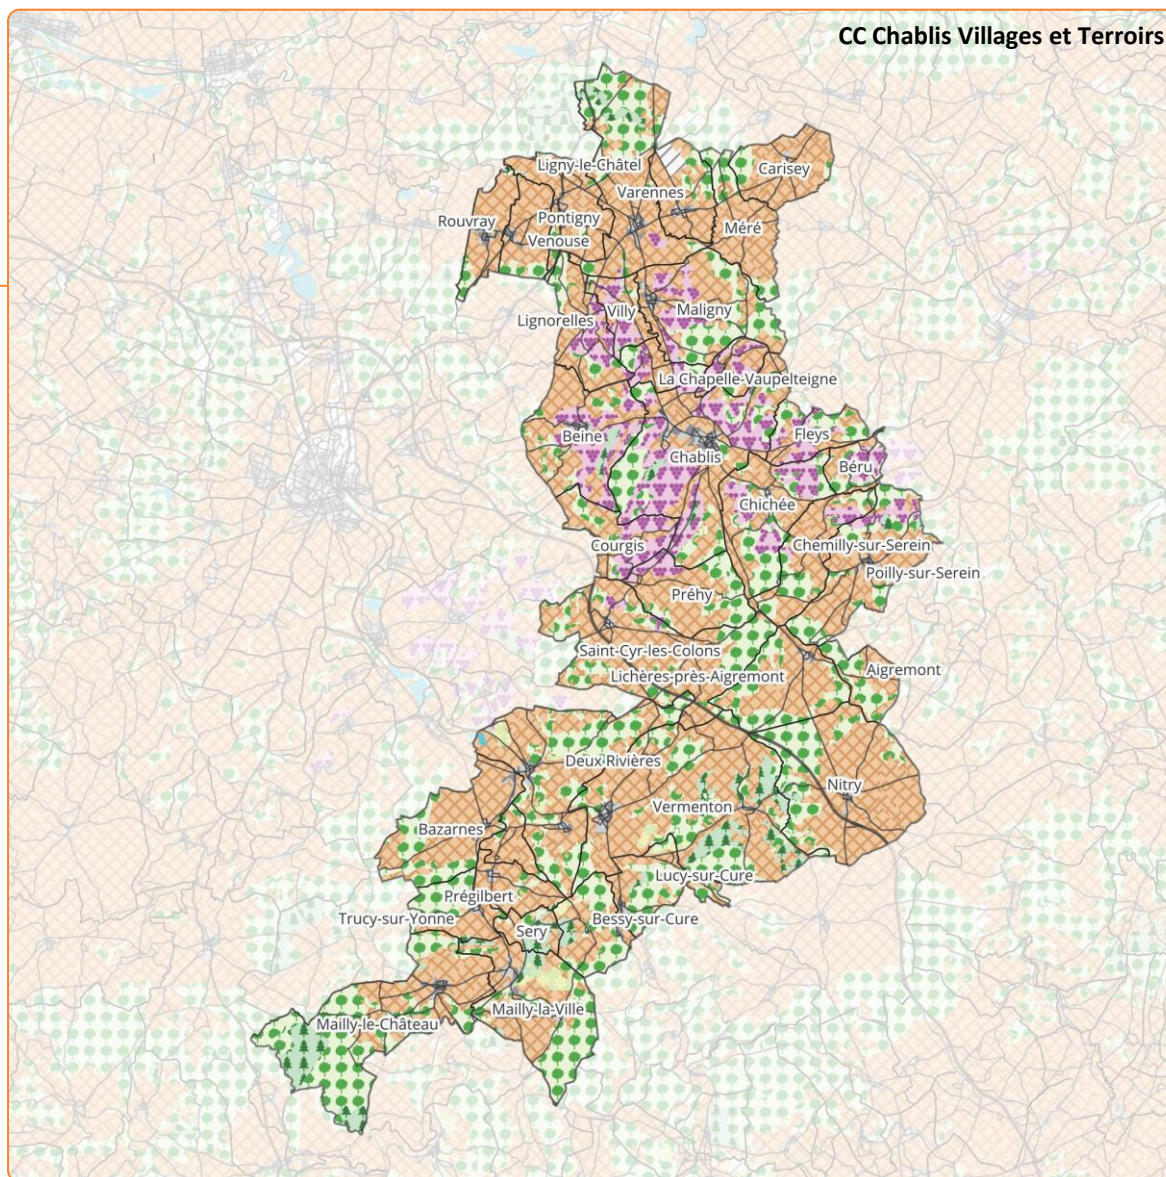 CC Chablis Villages et Terroirs
Ligny-le-Châtel
Carisey
Varennes
Rouvray
Pontigny
Méré
Venouse
Lignorelles
Villy
Maligny
La Chapelle-Vaupelteigne
Beine
Fleys
Chablis
Béru
Chichée
Courgis
Chemilly-sur-Serein
Poilly-sur-Serein
Préhy
Saint-Cyr-les-Colons
Aigremont
Lichères-près-Aigremont
Deux Rivières
Nitry
Vermenton
Bazarnes
Lucy-sur-Cure
Prégilbert
Trucy-sur-Yonne
Bessy-sur-Cure
Sery
Mailly-la-Ville
Mailly-le-Château